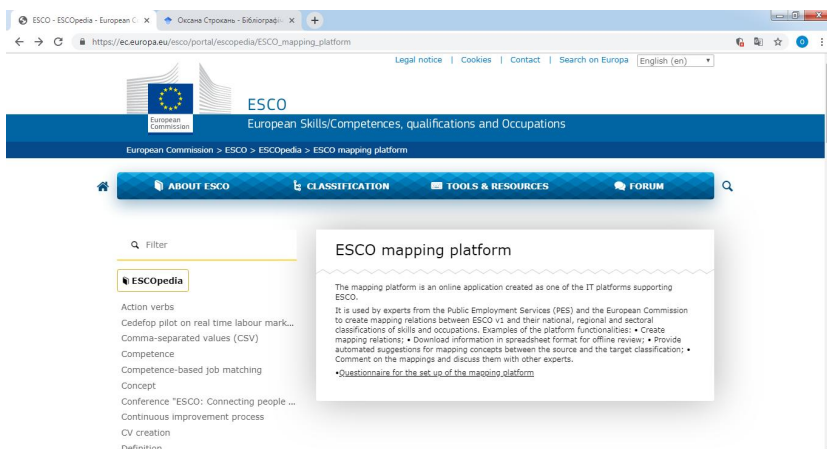 ESCO - ESCOpedia - European C
Оксана Строкань - Бібліографі
https://ec.europa.eu/esco/portal/escopedia/ESCO_mapping_platform
Legal notice | Cookies | Contact | Search on Europa English (en)
European
Commission
ESCO
European Skills/Competences, qualifications and Occupations
European Commission > ESCO > ESCOpedia > ESCO mapping platform
ABOUT ESCO CLASSIFICATION TOOLS & RESOURCES FORUM
Filter
ESCOpedia
Action verbs
Cedefop pilot on real time labour mark...
Comma-separated values (CSV)
Competence
Competence-based job matching
Concept
Conference "ESCO: Connecting people ...
Continuous improvement process
CV creation
Definition
ESCO mapping platform
The mapping platform is an online application created as one of the IT platforms supporting
ESCO.
It is used by experts from the Public Employment Services (PES) and the European Commission
to create mapping relations between ESCO v1 and their national, regional and sectoral
classifications of skills and occupations. Examples of the platform functionalities: • Create
mapping relations; • Download information in spreadsheet format for offline review; • Provide
automated suggestions for mapping concepts between the source and the target classification; •
Comment on the mappings and discuss them with other experts.
•Questionnaire for the set up of the mapping platform